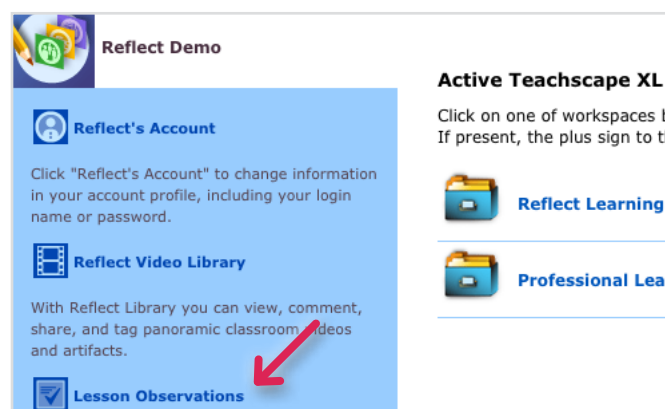 Reflect Demo
Reflect's Account
Click "Reflect's Account" to change information
in your account profile, including your login
name or password.
Reflect Video Library
With Reflect Library you can view, comment,
share, and tag panoramic classroom videos
and artifacts.
Lesson Observations
Active Teachscape XL
Click on one of workspaces
If present, the plus sign to
Reflect Learning
Professional